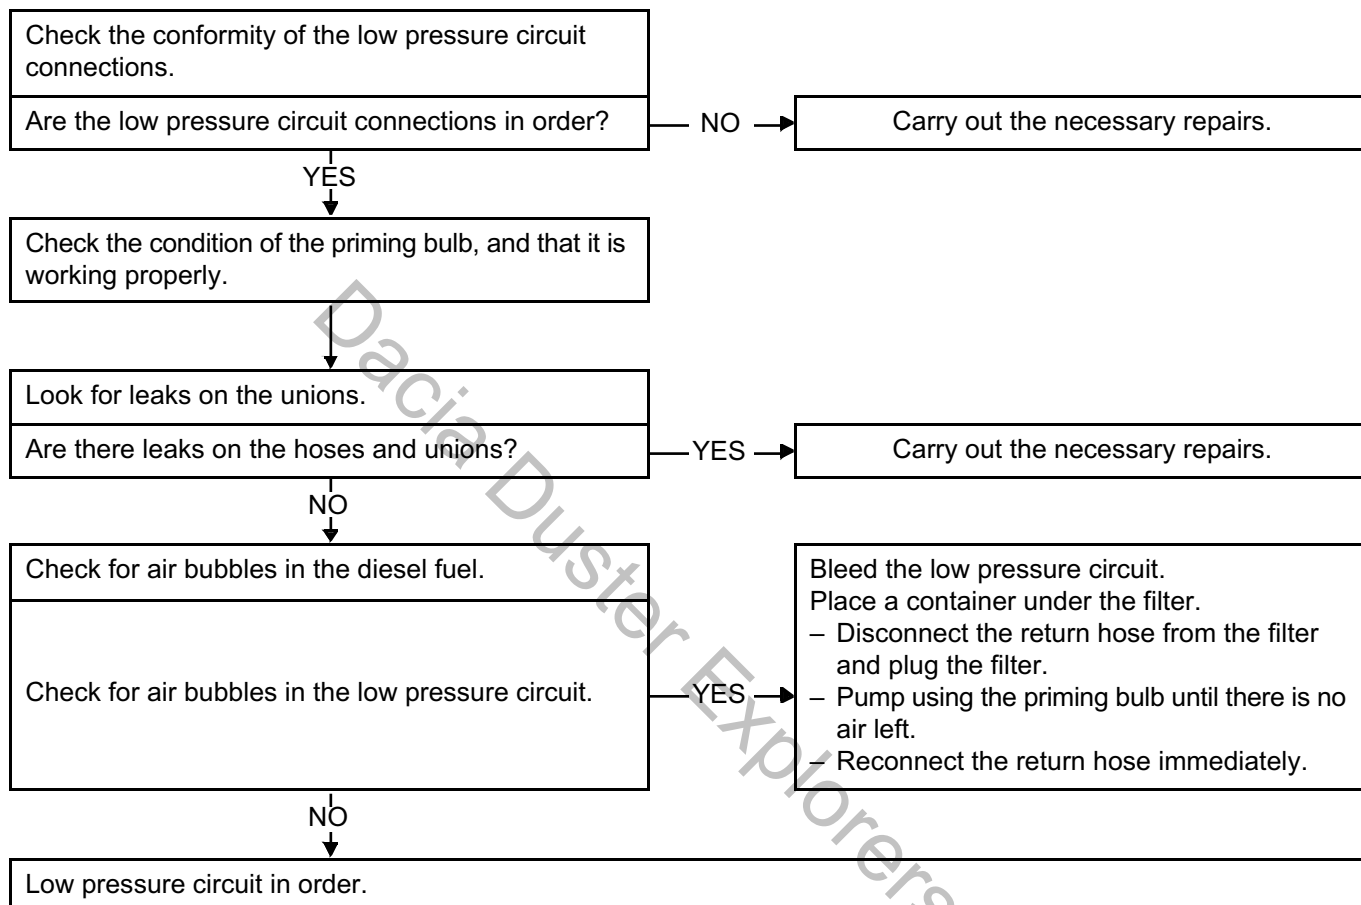 Check the conformity of the low pressure circuit
connections.
Are the low pressure circuit connections in order?
NO
Carry out the necessary repairs.
YES
Check the condition of the priming bulb, and that it is
working properly.
Look for leaks on the unions.
Are there leaks on the hoses and unions?
YES
Carry out the necessary repairs.
NO
Check for air bubbles in the diesel fuel.
Check for air bubbles in the low pressure circuit.
YES
Bleed the low pressure circuit.
Place a container under the filter.
– Disconnect the return hose from the filter
and plug the filter.
– Pump using the priming bulb until there is no
air left.
– Reconnect the return hose immediately.
NO
Low pressure circuit in order.
Dacia Duster Explorers